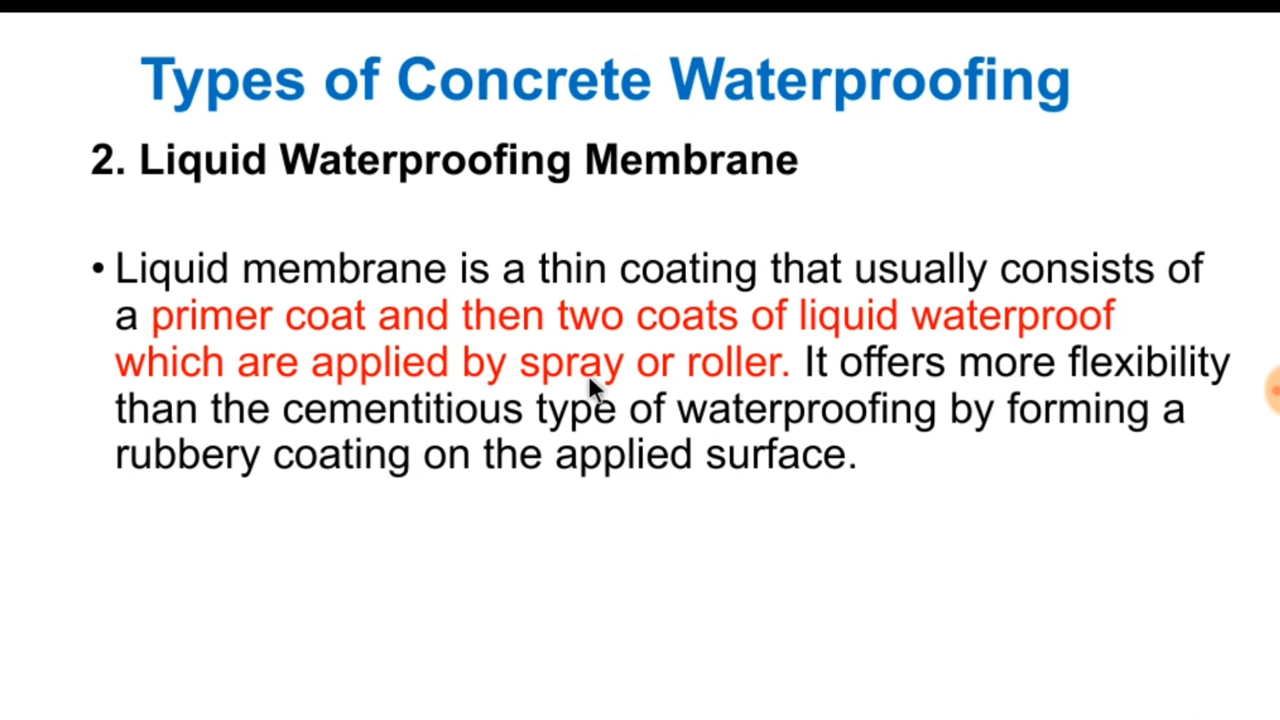 Types of Concrete Waterproofing
2. Liquid Waterproofing Membrane
• Liquid membrane is a thin coating that usually consists of
a primer coat and then two coats of liquid waterproof
which are applied by spray or roller. It offers more flexibility
than the cementitious type of waterproofing by forming a
rubbery coating on the applied surface.